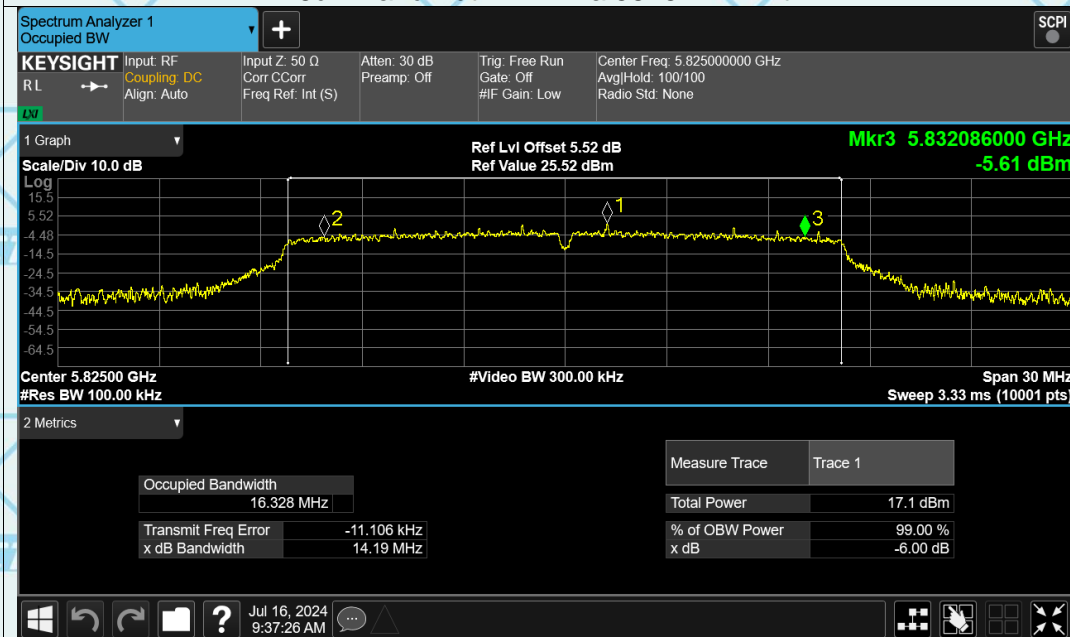 Spectrum Analyzer 1
Occupied BW
+
SCPI
KEYSIGHT
R L
LXI
Input: RF
Coupling: DC
Align: Auto
Input Z: 50 Ω
Corr CCorr
Freq Ref: Int (S)
Atten: 30 dB
Preamp: Off
Trig: Free Run
Gate: Off
#IF Gain: Low
Center Freq: 5.825000000 GHz
Avg|Hold: 100/100
Radio Std: None
1 Graph
Scale/Div 10.0 dB
Ref Lvl Offset 5.52 dB
Ref Value 25.52 dBm
Mkr3 5.832086000 GHz
-5.61 dBm
Log
15.5
5.52
-4.48
-14.5
-24.5
-34.5
-44.5
-54.5
-64.5
2
1
3
Center 5.82500 GHz
#Res BW 100.00 kHz
#Video BW 300.00 kHz
Span 30 MHz
Sweep 3.33 ms (10001 pts)
2 Metrics
Occupied Bandwidth
16.328 MHz
Transmit Freq Error -11.106 kHz
x dB Bandwidth 14.19 MHz
Measure Trace Trace 1
Total Power 17.1 dBm
% of OBW Power 99.00 %
x dB -6.00 dB
?
Jul 16, 2024
9:37:26 AM